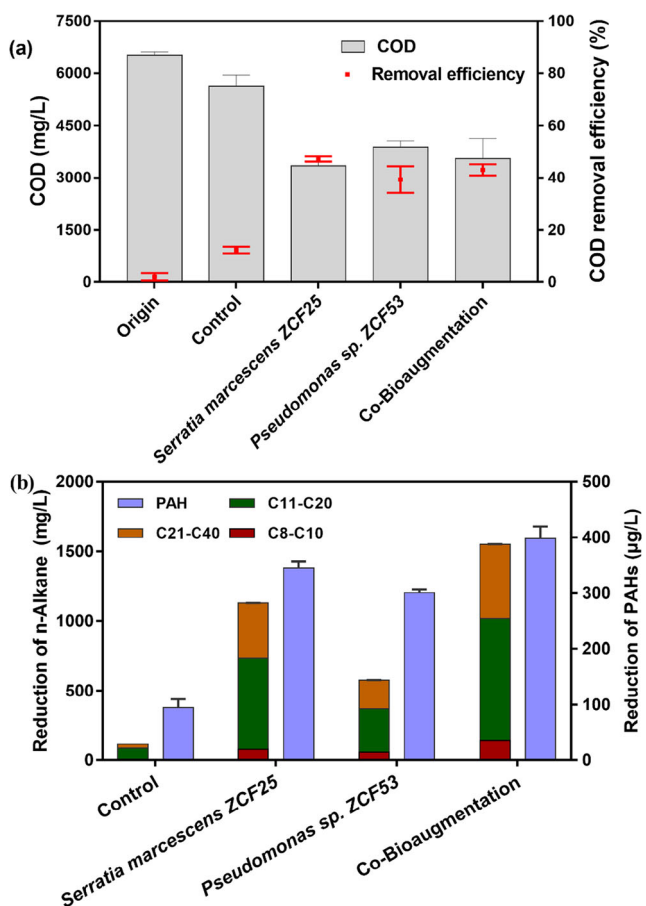 (a)
COD (mg/L)
7500
6000
4500
3000
1500
0
COD
Removal efficiency
100
80
60
40
20
0
COD removal efficiency (%)
Origin
Control
Serratia marcescens ZCF25
Pseudomonas sp. ZCF53
Co-Bioaugmentation
(b)
Reduction of n-Alkane (mg/L)
2000
1500
1000
500
0
PAH
C11-C20
C21-C40
C8-C10
500
400
300
200
100
0
Reduction of PAHs (µg/L)
Control
Serratia marcescens ZCF25
Pseudomonas sp. ZCF53
Co-Bioaugmentation